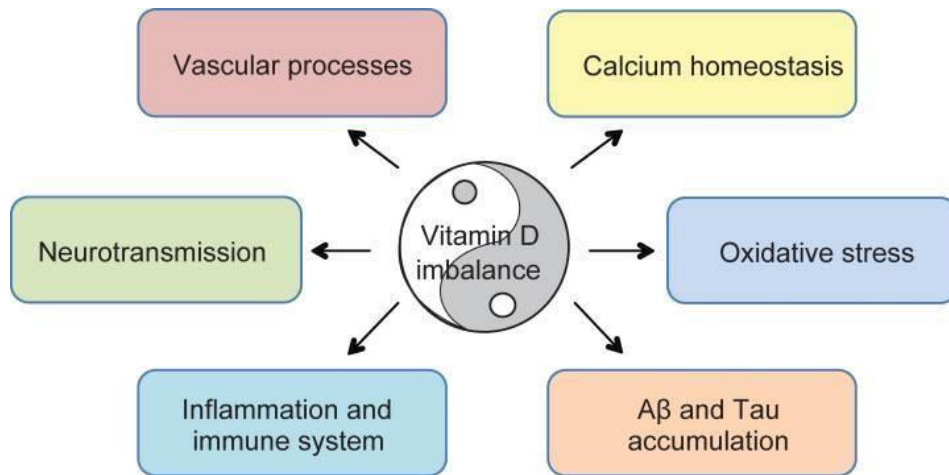 Vascular processes
Calcium homeostasis
Neurotransmission
Vitamin D
imbalance
Oxidative stress
Inflammation and
immune system
Aβ and Tau
accumulation